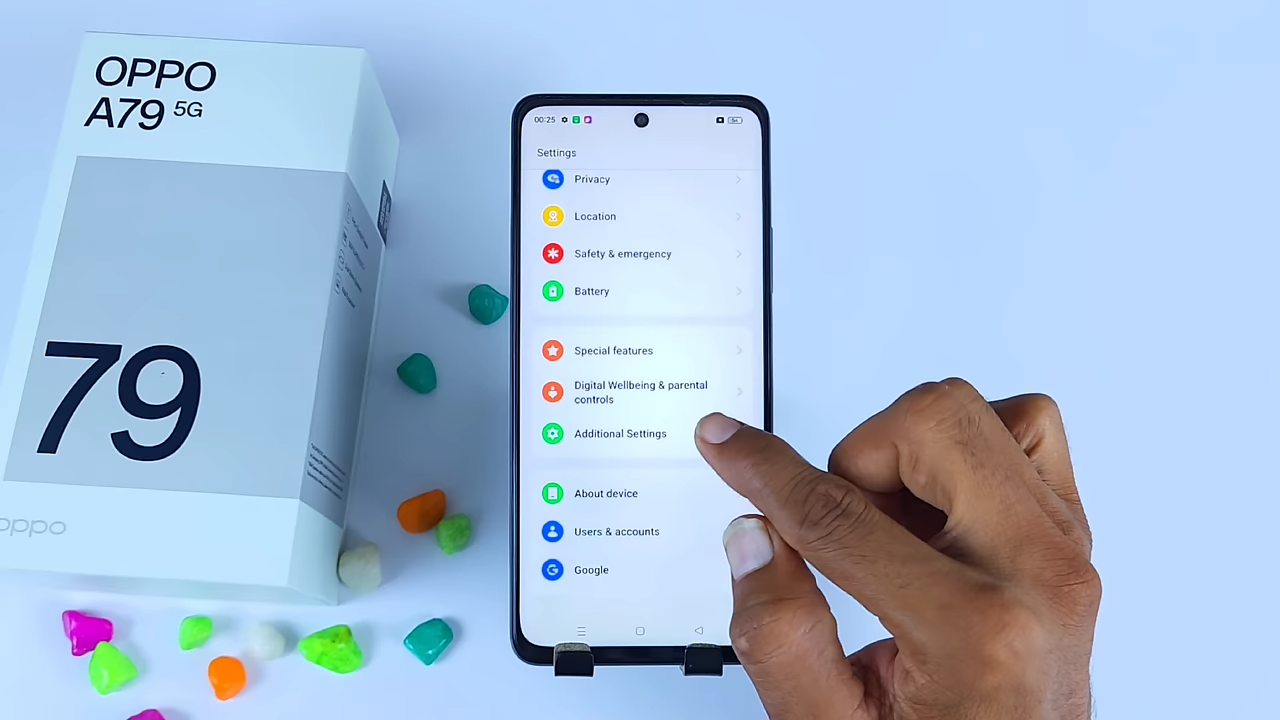 OPPO
A79 5G
79
oppo
00:25
Settings
Privacy
Location
Safety & emergency
Battery
Special features
Digital Wellbeing & parental
controls
Additional Settings
About device
Users & accounts
Google